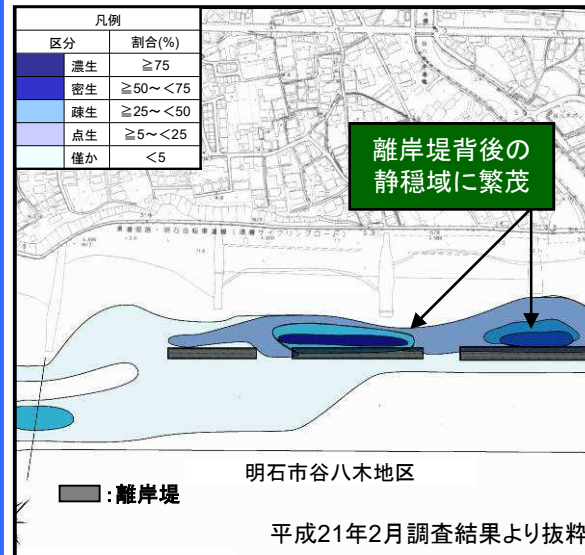 凡例
区分 割合(%)
濃生 ≧75
密生 ≧50~<75
疎生 ≧25~<50
点生 ≧5~<25
僅か <5
離岸堤背後の
静穏域に繁茂
明石市谷八木地区
:離岸堤
平成21年2月調査結果より抜粋